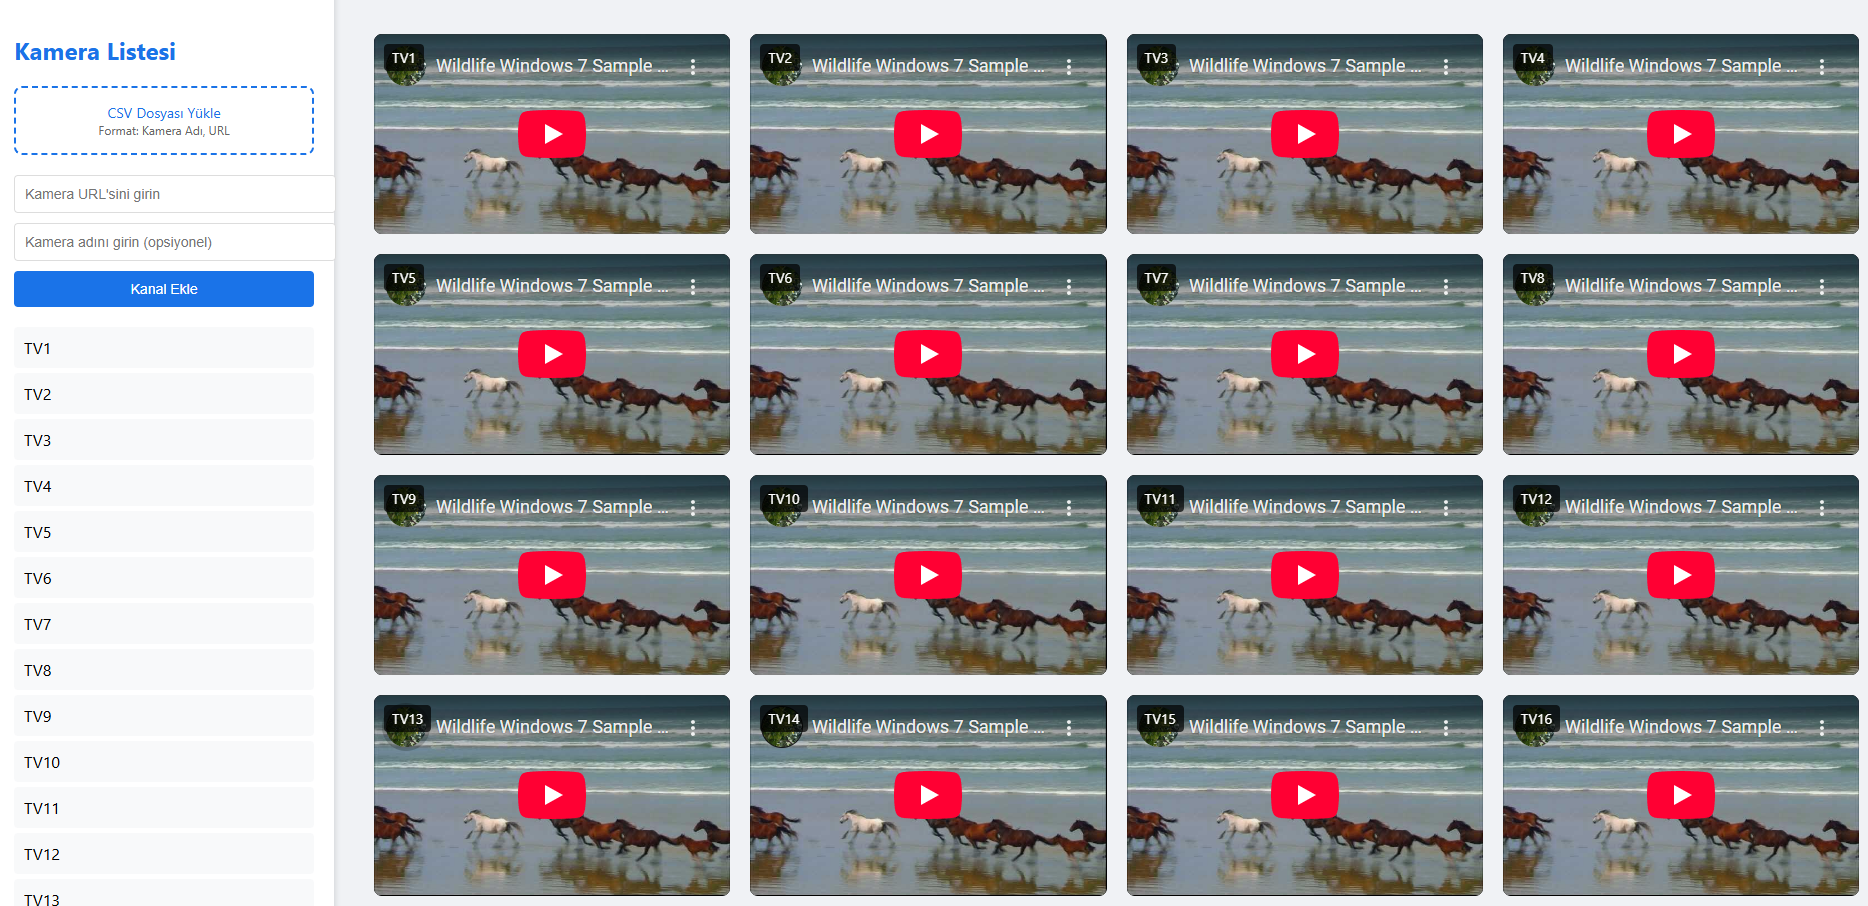 Kamera Listesi
CSV Dosyası Yükle
Format: Kamera Adı, URL
Kamera URL'sini girin
Kamera adını girin (opsiyonel)
Kanal Ekle
TV1
TV2
TV3
TV4
TV5
TV6
TV7
TV8
TV9
TV10
TV11
TV12
TV13
TV1 Wildlife Windows 7 Sample ...
TV2 Wildlife Windows 7 Sample ...
TV3 Wildlife Windows 7 Sample ...
TV4 Wildlife Windows 7 Sample ...
TV5 Wildlife Windows 7 Sample ...
TV6 Wildlife Windows 7 Sample ...
TV7 Wildlife Windows 7 Sample ...
TV8 Wildlife Windows 7 Sample ...
TV9 Wildlife Windows 7 Sample ...
TV10 Wildlife Windows 7 Sample ...
TV11 Wildlife Windows 7 Sample ...
TV12 Wildlife Windows 7 Sample ...
TV13 Wildlife Windows 7 Sample ...
TV14 Wildlife Windows 7 Sample ...
TV15 Wildlife Windows 7 Sample ...
TV16 Wildlife Windows 7 Sample ...